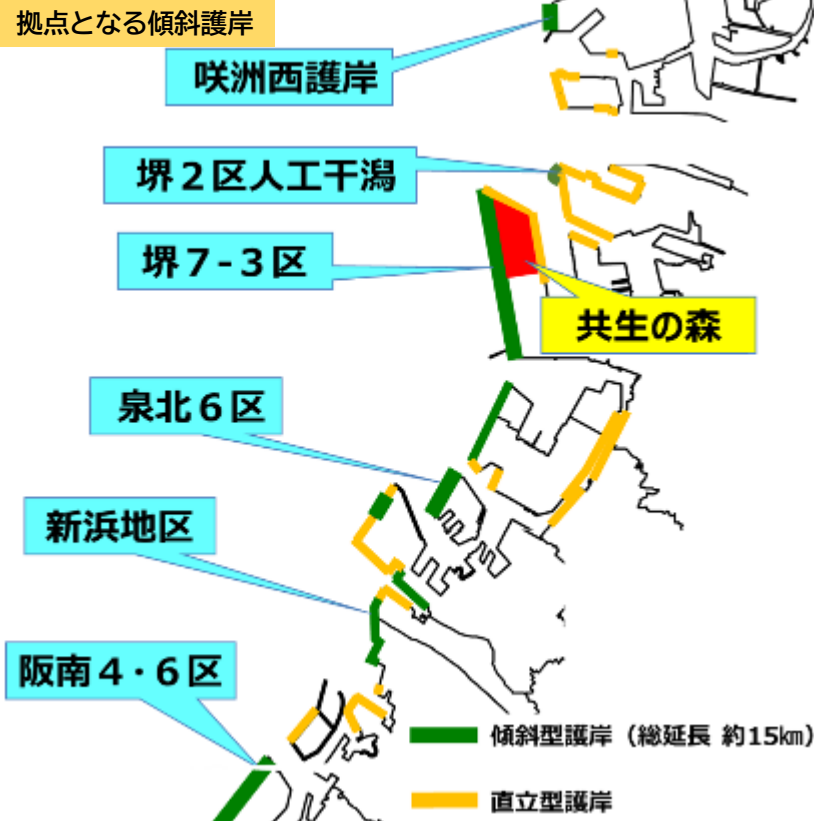 拠点となる傾斜護岸
咲洲西護岸
堺２区人工干潟
堺７-３区
共生の森
泉北６区
新浜地区
阪南４・６区
傾斜型護岸（総延長 約15km）
直立型護岸